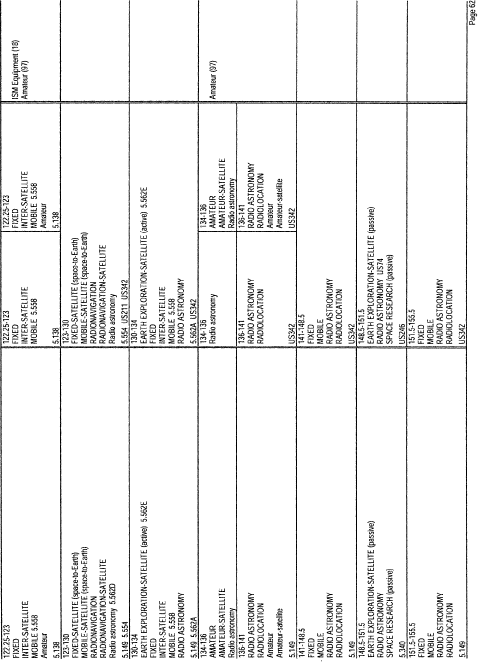 122.25-123
FIXED
INTER-SATELLITE
MOBILE 5.558
Amateur
5.138
122.25-123
FIXED
INTER-SATELLITE
MOBILE 5.558
5.138
122.25-123
FIXED
INTER-SATELLITE
MOBILE 5.558
Amateur
5.138
ISM Equipment (18)
Amateur (97)
123-130
FIXED-SATELLITE (space-to-Earth)
MOBILE-SATELLITE (space-to-Earth)
RADIONAVIGATION
RADIONAVIGATION-SATELLITE
Radio astronomy 5.562D
5.149 5.554
123-130
FIXED-SATELLITE (space-to-Earth)
MOBILE-SATELLITE (space-to-Earth)
RADIONAVIGATION
RADIONAVIGATION-SATELLITE
Radio astronomy
5.554 US211 US342
130-134
EARTH EXPLORATION-SATELLITE (active) 5.562E
FIXED
INTER-SATELLITE
MOBILE 5.558
RADIO ASTRONOMY
5.149 5.562A
130-134
EARTH EXPLORATION-SATELLITE (active) 5.562E
FIXED
INTER-SATELLITE
MOBILE 5.558
RADIO ASTRONOMY
5.562A US342
134-136
AMATEUR
AMATEUR-SATELLITE
Radio astronomy
134-136
Radio astronomy
134-136
AMATEUR
AMATEUR-SATELLITE
Radio astronomy
Amateur (97)
136-141
RADIO ASTRONOMY
RADIOLOCATION
Amateur
Amateur-satellite
5.149
136-141
RADIO ASTRONOMY
RADIOLOCATION
US342
136-141
RADIO ASTRONOMY
RADIOLOCATION
Amateur
Amateur-satellite
US342
141-148.5
FIXED
MOBILE
RADIO ASTRONOMY
RADIOLOCATION
5.149
141-148.5
FIXED
MOBILE
RADIO ASTRONOMY
RADIOLOCATION
US342
148.5-151.5
EARTH EXPLORATION-SATELLITE (passive)
RADIO ASTRONOMY
SPACE RESEARCH (passive)
5.340
148.5-151.5
EARTH EXPLORATION-SATELLITE (passive)
RADIO ASTRONOMY US74
SPACE RESEARCH (passive)
US246
151.5-155.5
FIXED
MOBILE
RADIO ASTRONOMY
RADIOLOCATION
5.149
151.5-155.5
FIXED
MOBILE
RADIO ASTRONOMY
RADIOLOCATION
US342
Page 62